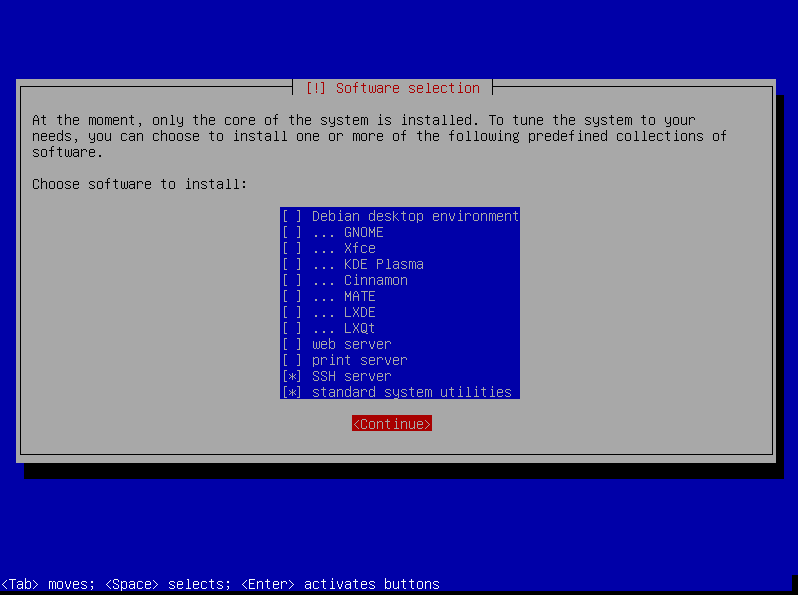 [!] Software selection
At the moment, only the core of the system is installed. To tune the system to your
needs, you can choose to install one or more of the following predefined collections of
software.
Choose software to install:
[ ] Debian desktop environment
[ ] ... GNOME
[ ] ... Xfce
[ ] ... KDE Plasma
[ ] ... Cinnamon
[ ] ... MATE
[ ] ... LXDE
[ ] ... LXQt
[ ] web server
[ ] print server
[*] SSH server
[*] standard system utilities
<Continue>
<Tab> moves; <Space> selects; <Enter> activates buttons